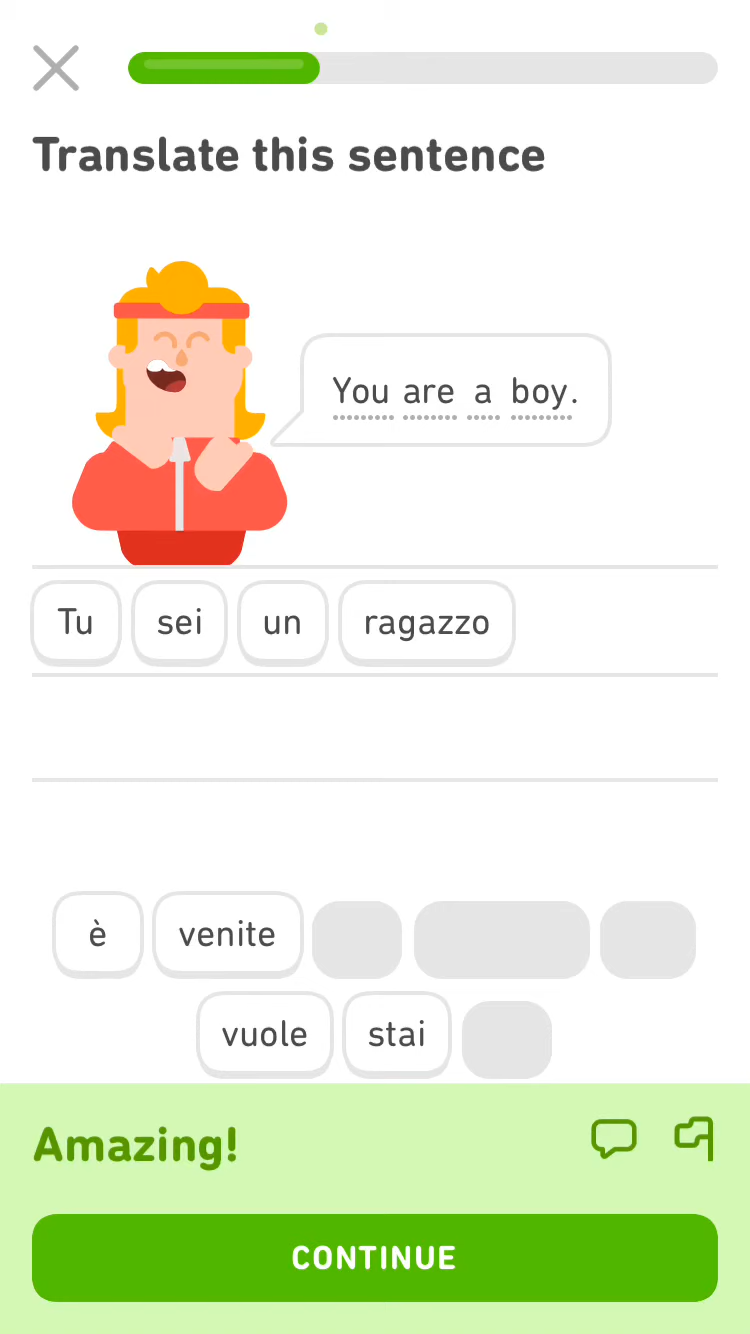 Translate this sentence
You are a boy.
Tu sei un ragazzo
è venite
vuole stai
Amazing!
CONTINUE